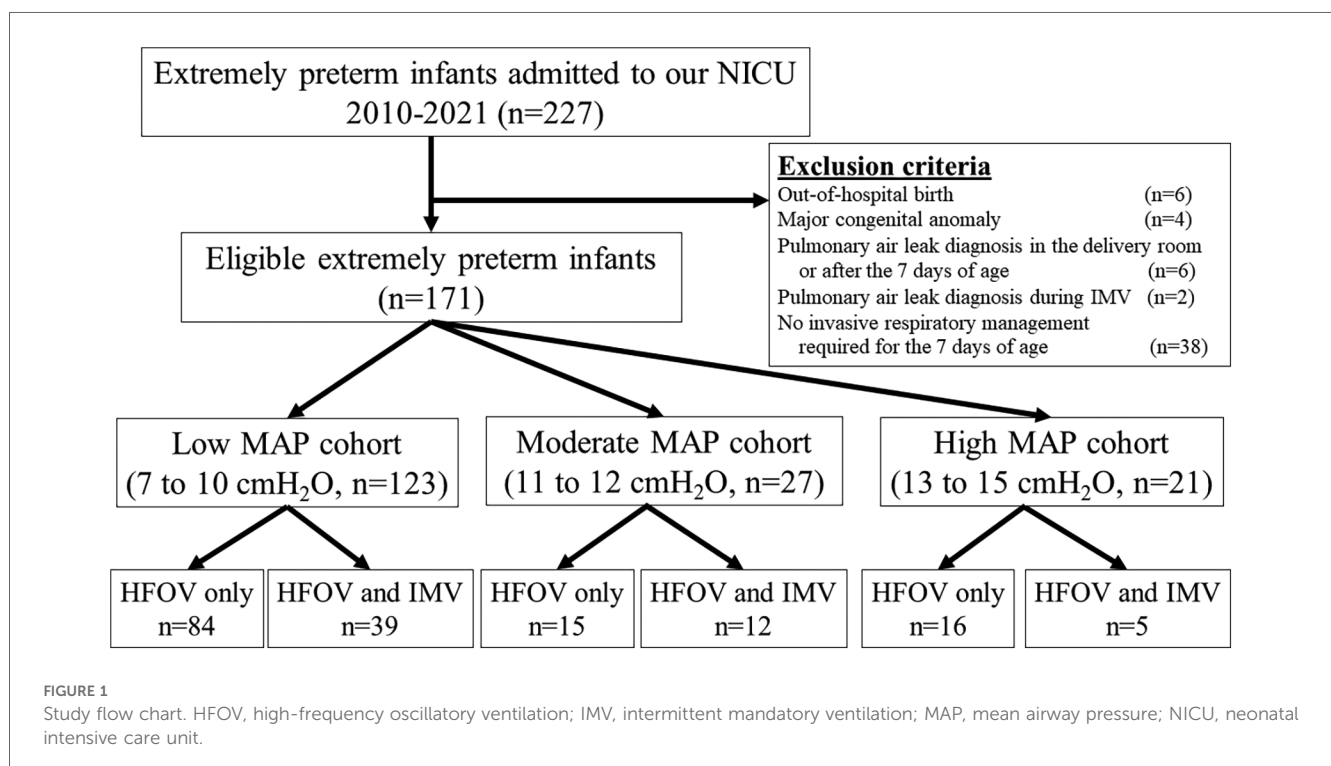 Extremely preterm infants admitted to our NICU
2010-2021 (n=227)
Exclusion criteria
Out-of-hospital birth (n=6)
Major congenital anomaly (n=4)
Pulmonary air leak diagnosis in the delivery room
or after the 7 days of age (n=6)
Pulmonary air leak diagnosis during IMV (n=2)
No invasive respiratory management
required for the 7 days of age (n=38)
Eligible extremely preterm infants
(n=171)
Low MAP cohort
(7 to 10 cmH₂O, n=123)
Moderate MAP cohort
(11 to 12 cmH₂O, n=27)
High MAP cohort
(13 to 15 cmH₂O, n=21)
HFOV only
n=84
HFOV and IMV
n=39
HFOV only
n=15
HFOV and IMV
n=12
HFOV only
n=16
HFOV and IMV
n=5
FIGURE 1
Study flow chart. HFOV, high-frequency oscillatory ventilation; IMV, intermittent mandatory ventilation; MAP, mean airway pressure; NICU, neonatal
intensive care unit.